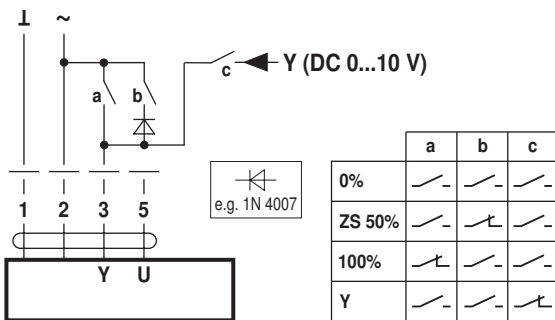 ⊥ ~
a b c Y (DC 0...10 V)
1 2 3 5
Y U
e.g. 1N 4007
a b c
0%
ZS 50%
100%
Y